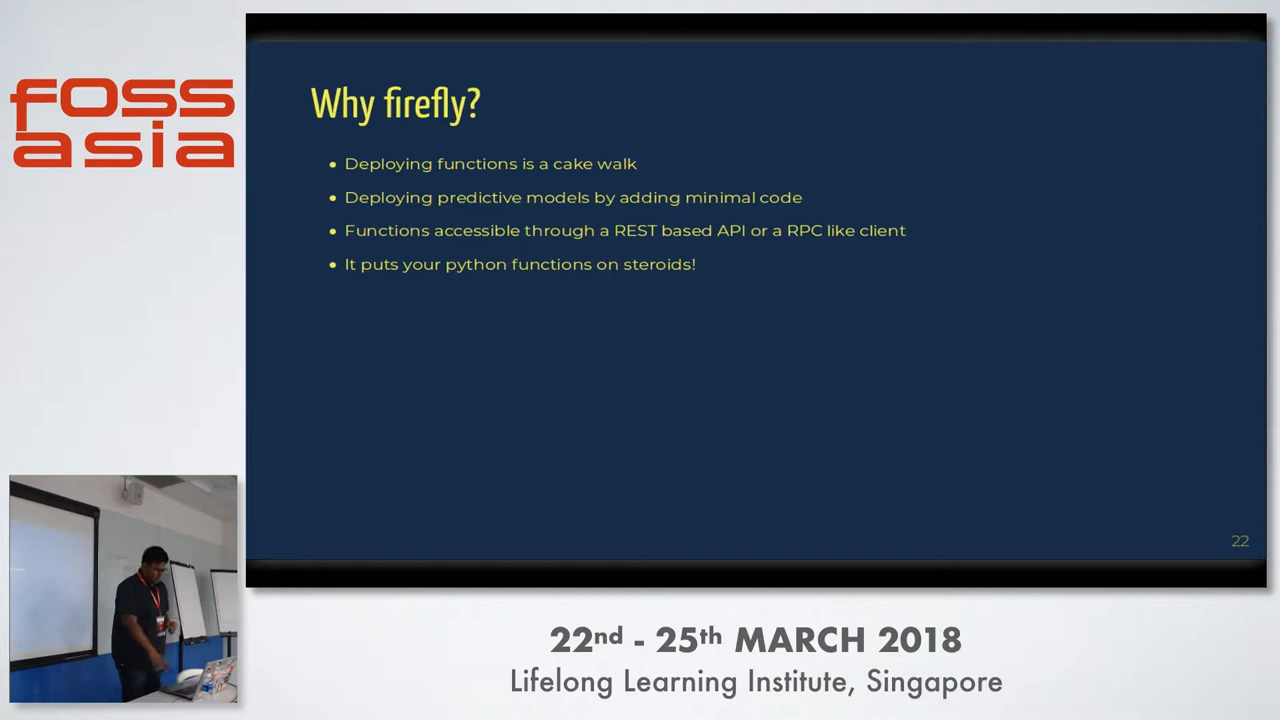 foss
asia
Why firefly?
• Deploying functions is a cake walk
• Deploying predictive models by adding minimal code
• Functions accessible through a REST based API or a RPC like client
• It puts your python functions on steroids!
22
22nd - 25th MARCH 2018
Lifelong Learning Institute, Singapore